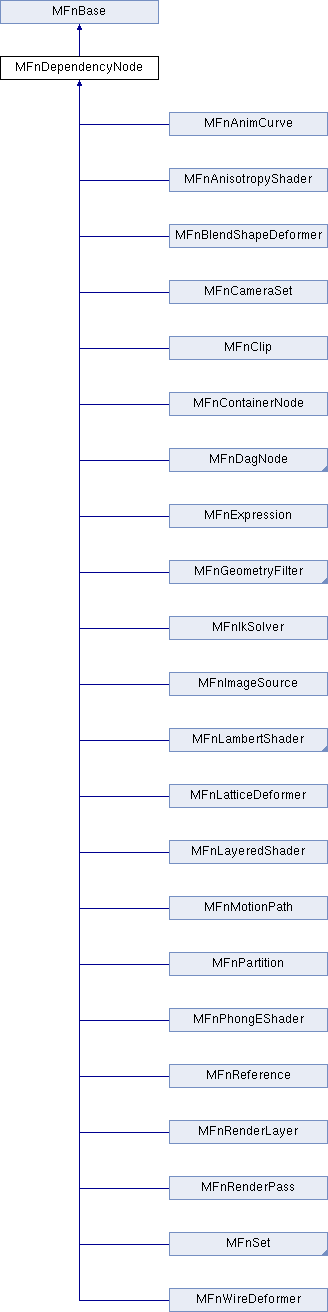 MFnBase
MFnDependencyNode
MFnAnimCurve
MFnAnisotropyShader
MFnBlendShapeDeformer
MFnCameraSet
MFnClip
MFnContainerNode
MFnDagNode
MFnExpression
MFnGeometryFilter
MFnIkSolver
MFnImageSource
MFnLambertShader
MFnLatticeDeformer
MFnLayeredShader
MFnMotionPath
MFnPartition
MFnPhongEShader
MFnReference
MFnRenderLayer
MFnRenderPass
MFnSet
MFnWireDeformer